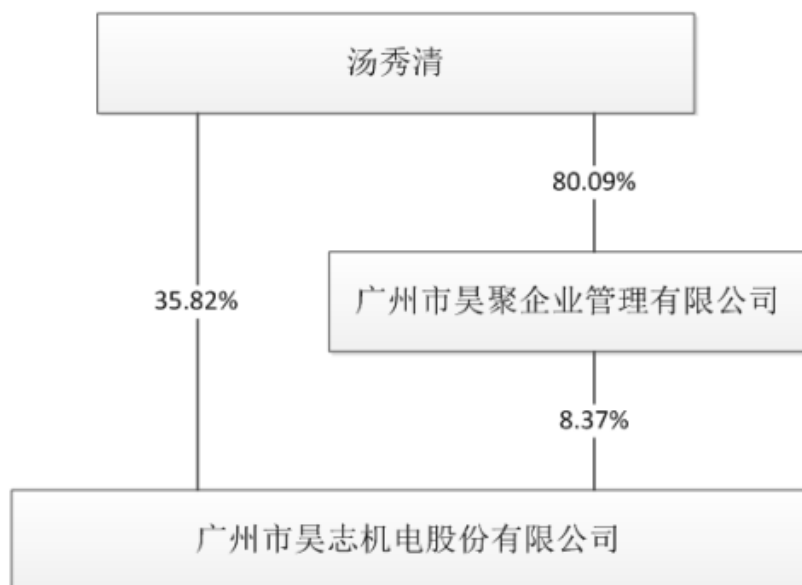 汤秀清
80.09%
广州市昊聚企业管理有限公司
35.82%
8.37%
广州市昊志机电股份有限公司